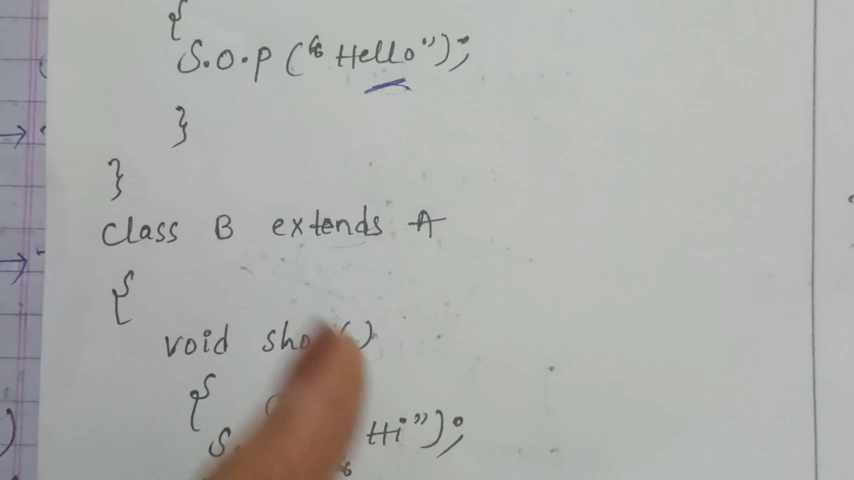 {
S.O.P ("Hello");
}
}
class B extends A
{
void
{
Hi");